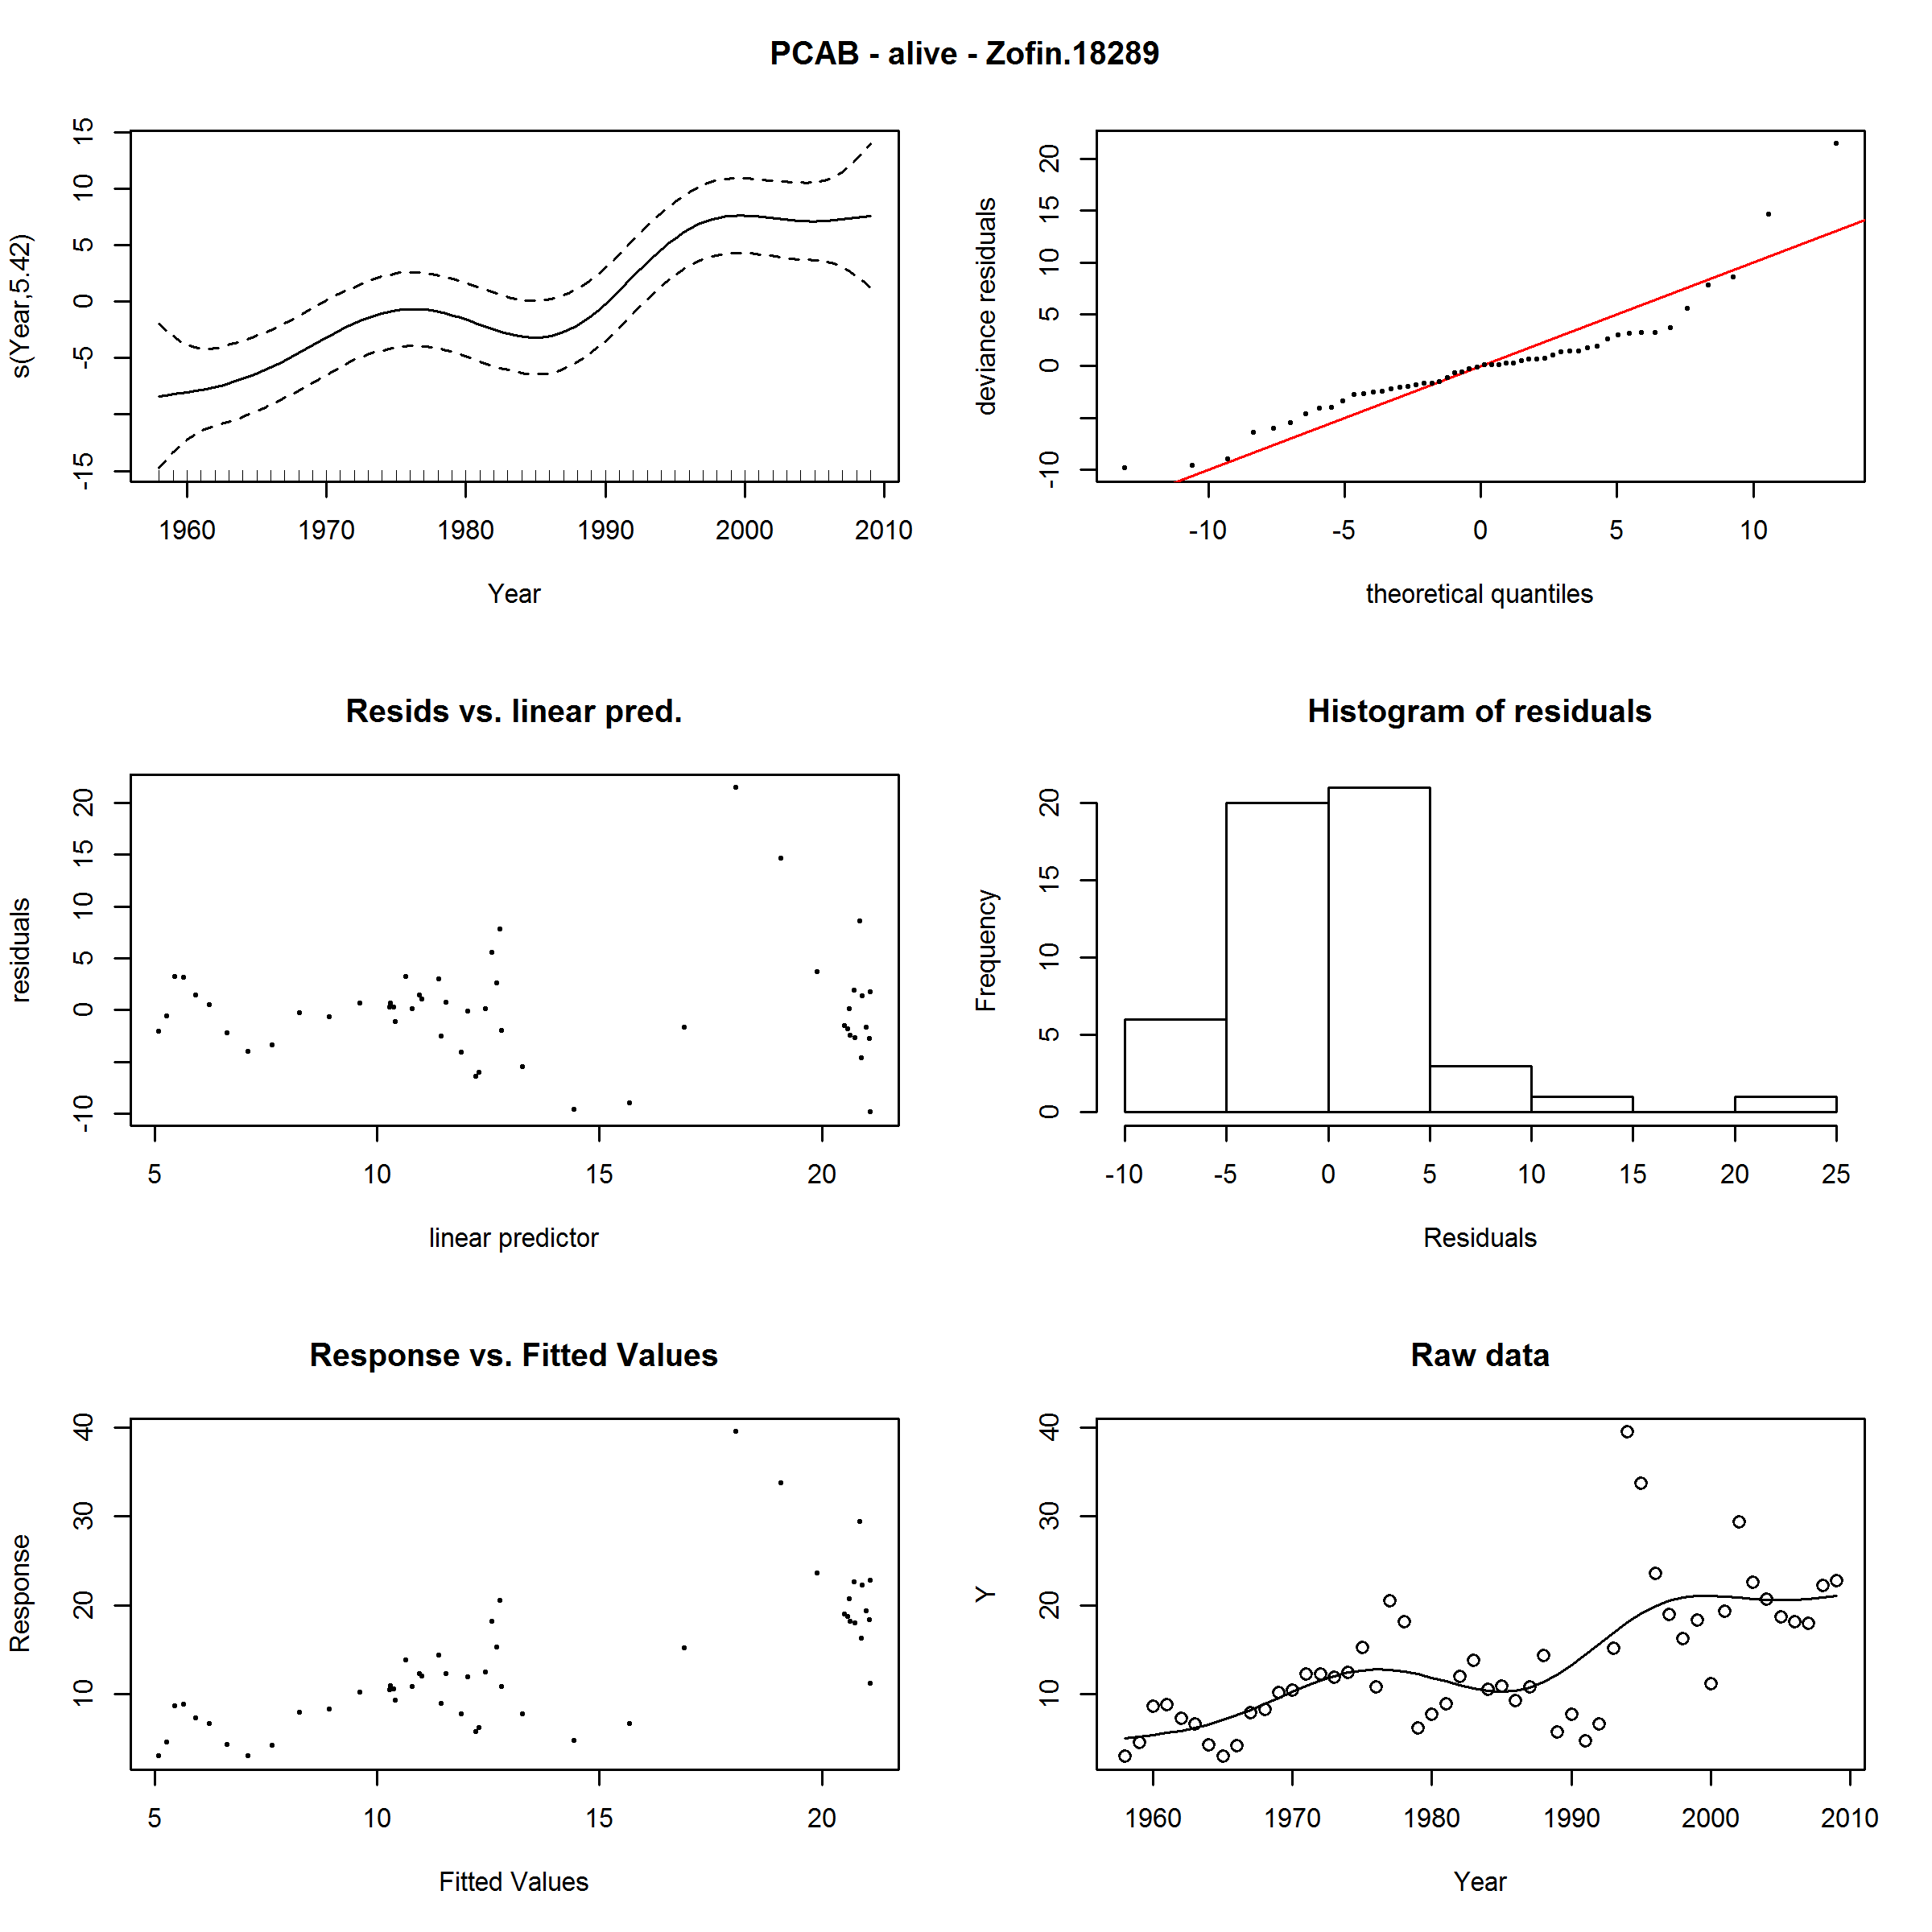 PCAB - alive - Zofin.18289
s(Year,5.42)
15
10
5
0
-5
-15
1960 1970 1980 1990 2000 2010
Year
deviance residuals
20
15
10
5
0
-10
-10 -5 0 5 10
theoretical quantiles
Resids vs. linear pred.
residuals
20
15
10
5
0
-10
5 10 15 20
linear predictor
Histogram of residuals
Frequency
20
15
10
5
0
-10 -5 0 5 10 15 20 25
Residuals
Response vs. Fitted Values
Response
40
30
20
10
5 10 15 20
Fitted Values
Raw data
Y
40
30
20
10
1960 1970 1980 1990 2000 2010
Year